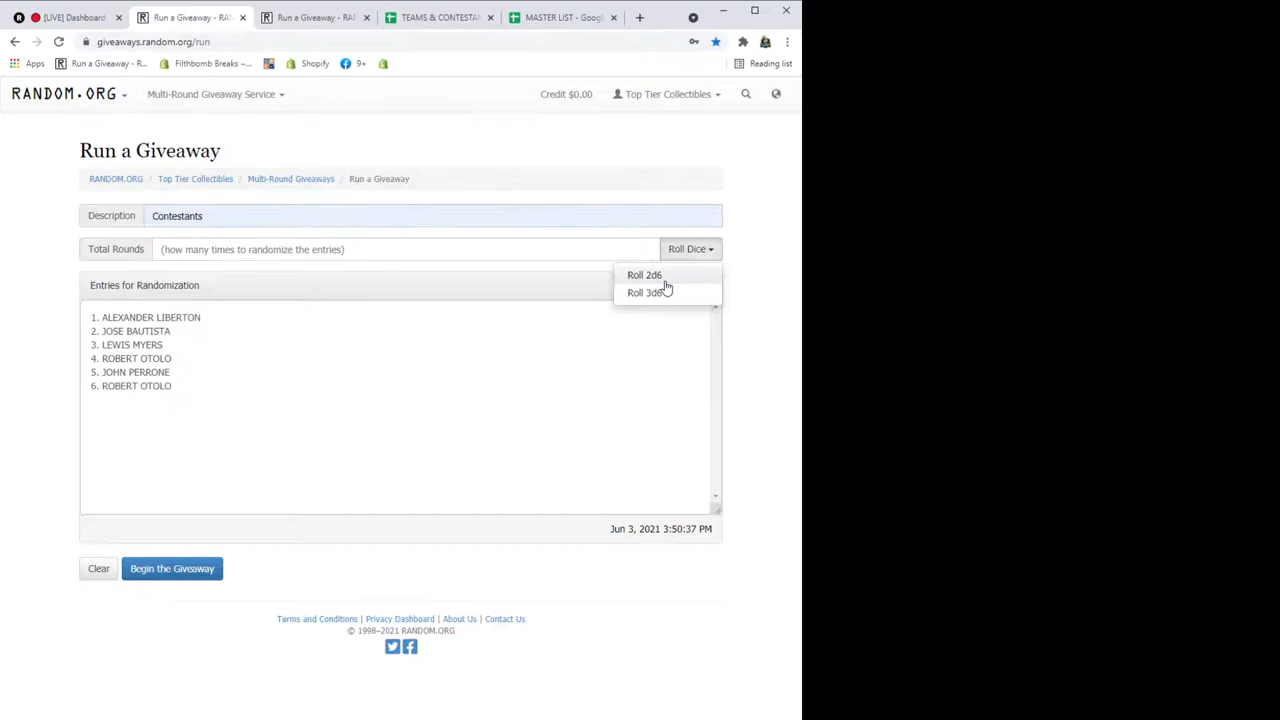 [LIVE] Dashboard
Run a Giveaway - RAN
Run a Giveaway - RAN
TEAMS & CONTESTA
MASTER LIST - Goog
giveaways.random.org/run
Apps
Run a Giveaway - R...
Filthbomb Breaks ~...
Shopify
9+
Reading list
RANDOM.ORG
Multi-Round Giveaway Service
Credit $0.00
Top Tier Collectibles
Run a Giveaway
RANDOM.ORG / Top Tier Collectibles / Multi-Round Giveaways / Run a Giveaway
Description Contestants
Total Rounds (how many times to randomize the entries) Roll Dice
Roll 2d6
Roll 3d6
Entries for Randomization
1. ALEXANDER LIBERTON
2. JOSE BAUTISTA
3. LEWIS MYERS
4. ROBERT OTOLO
5. JOHN PERRONE
6. ROBERT OTOLO
Jun 3, 2021 3:50:37 PM
Clear Begin the Giveaway
Terms and Conditions | Privacy Dashboard | About Us | Contact Us
© 1998–2021 RANDOM.ORG